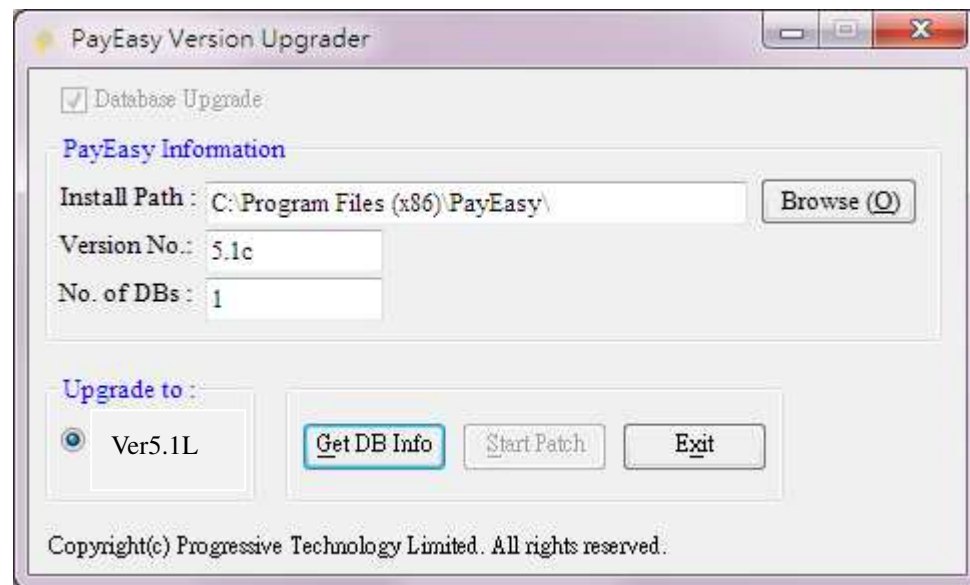 PayEasy Version Upgrader
Database Upgrade
PayEasy Information
Install Path : C:\Program Files (x86)\PayEasy\ Browse (O)
Version No.: 5.1c
No. of DBs : 1
Upgrade to :
Ver5.1L Get DB Info Start Patch Exit
Copyright(c) Progressive Technology Limited. All rights reserved.